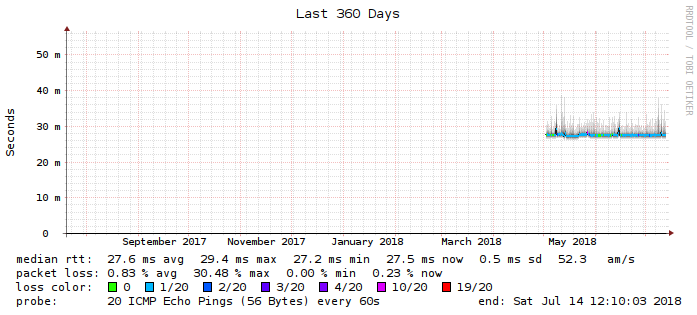 Last 360 Days
RRDTOOL / TOBI OETIKER
Seconds
50 m
40 m
30 m
20 m
10 m
0
September 2017 November 2017 January 2018 March 2018 May 2018
median rtt: 27.6 ms avg 29.4 ms max 27.2 ms min 27.5 ms now 0.5 ms sd 52.3 am/s
packet loss: 0.83 % avg 30.48 % max 0.00 % min 0.23 % now
loss color: 0 1/20 2/20 3/20 4/20 10/20 19/20
probe: 20 ICMP Echo Pings (56 Bytes) every 60s end: Sat Jul 14 12:10:03 2018